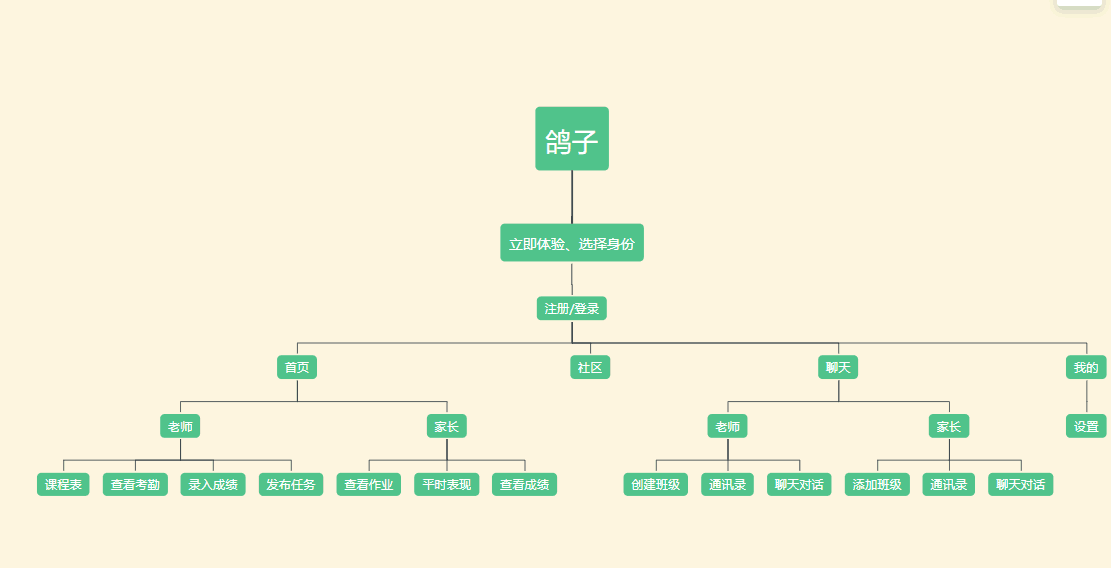 鸽子
立即体验、选择身份
注册/登录
首页
社区
聊天
我的
老师
家长
老师
家长
设置
课程表
查看考勤
录入成绩
发布任务
查看作业
平时表现
查看成绩
创建班级
通讯录
聊天对话
添加班级
通讯录
聊天对话